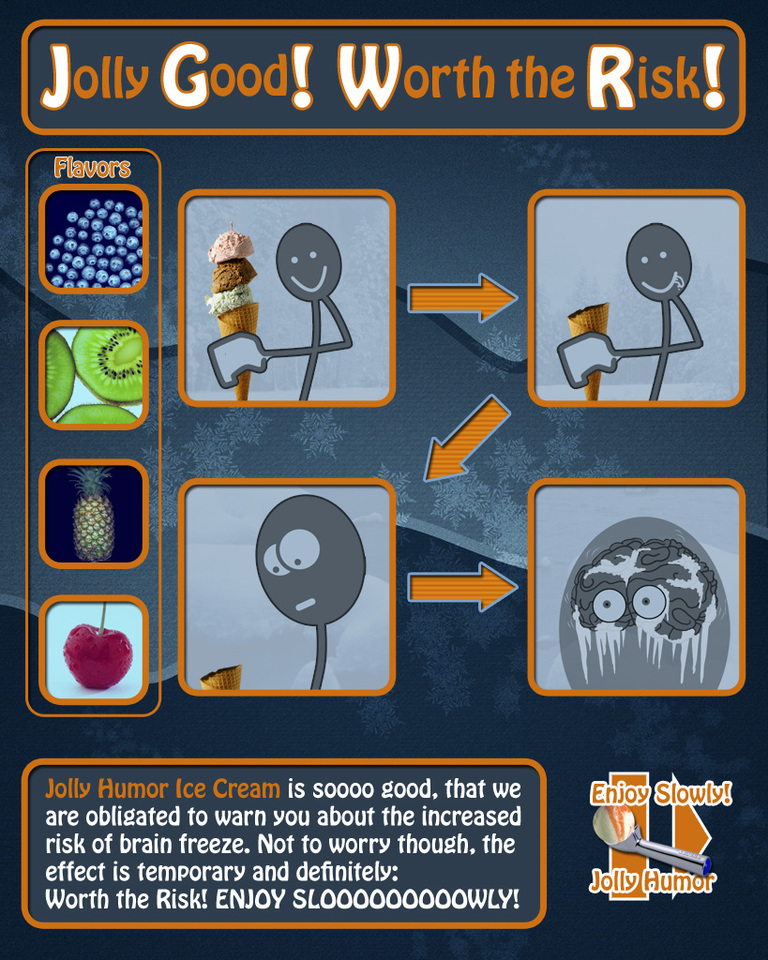 Jolly Good! Worth the Risk!
Flavors
Jolly Humor Ice Cream is soooo good, that we
are obligated to warn you about the increased
risk of brain freeze. Not to worry though, the
effect is temporary and definitely:
Worth the Risk! ENJOY SLOOOOOOOOOWLY!
Enjoy Slowly!
Jolly Humor